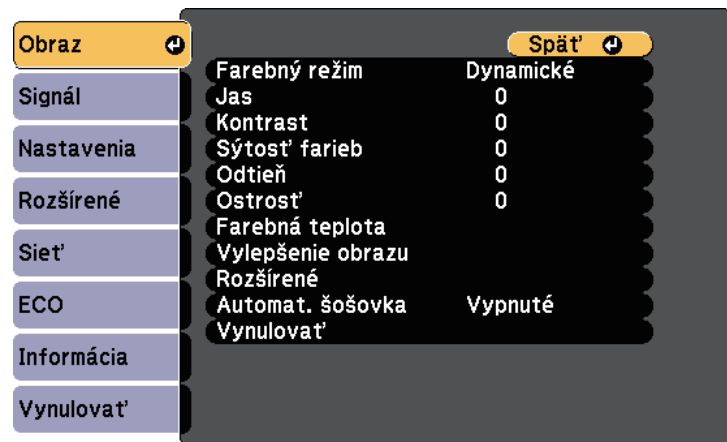 Obraz
Signál
Nastavenia
Rozšírené
Sieť
ECO
Informácia
Vynulovať
Späť
Farebný režim Dynamické
Jas 0
Kontrast 0
Sýtosť farieb 0
Odtieň 0
Ostrosť 0
Farebná teplota
Vylepšenie obrazu
Rozšírené
Automat. šošovka Vypnuté
Vynulovať